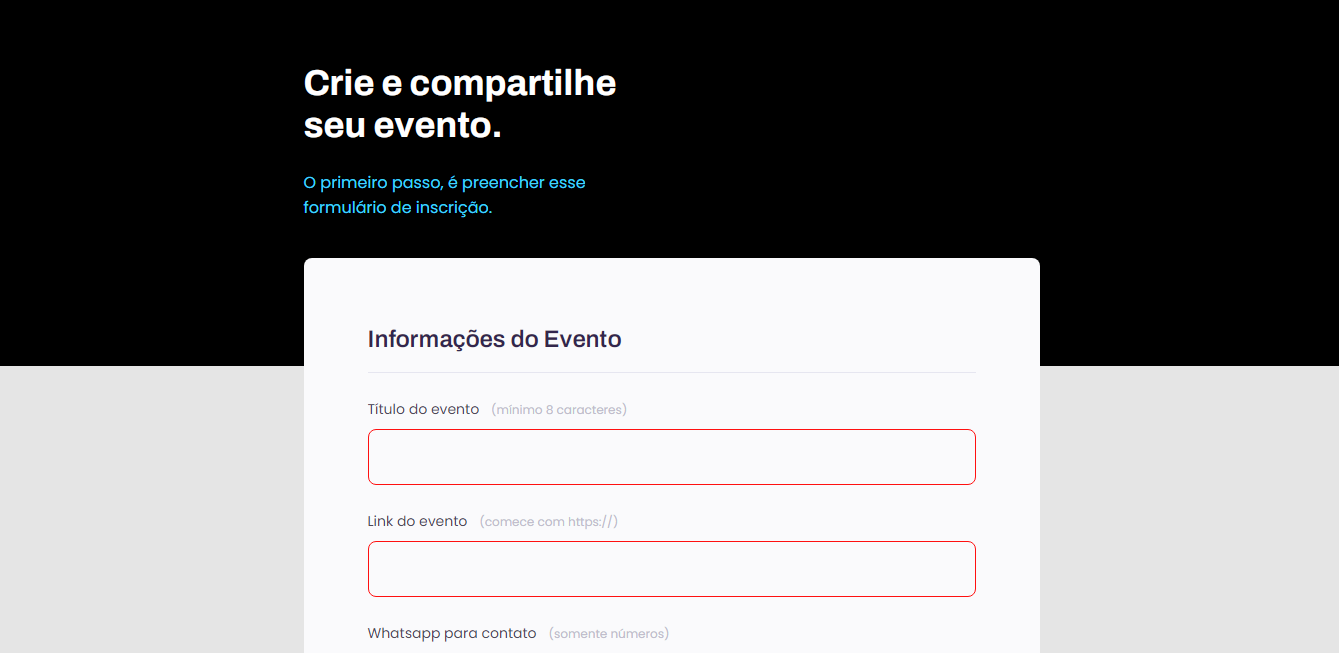 Crie e compartilhe
seu evento.
O primeiro passo, é preencher esse
formulário de inscrição.
Informações do Evento
Título do evento (mínimo 8 caracteres)
Link do evento (comece com https://)
Whatsapp para contato (somente números)